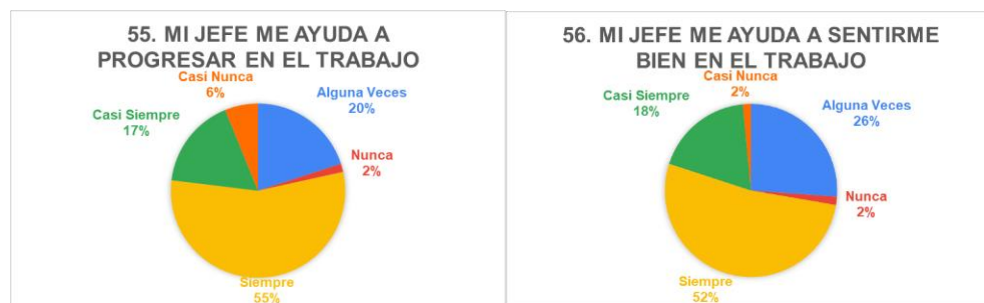 55. MI JEFE ME AYUDA A
PROGRESAR EN EL TRABAJO
Casi Nunca
6%
Alguna Veces
20%
Casi Siempre
17%
Nunca
2%
Siempre
55%
56. MI JEFE ME AYUDA A SENTIRME
BIEN EN EL TRABAJO
Casi Nunca
2%
Casi Siempre
18%
Alguna Veces
26%
Nunca
2%
Siempre
52%